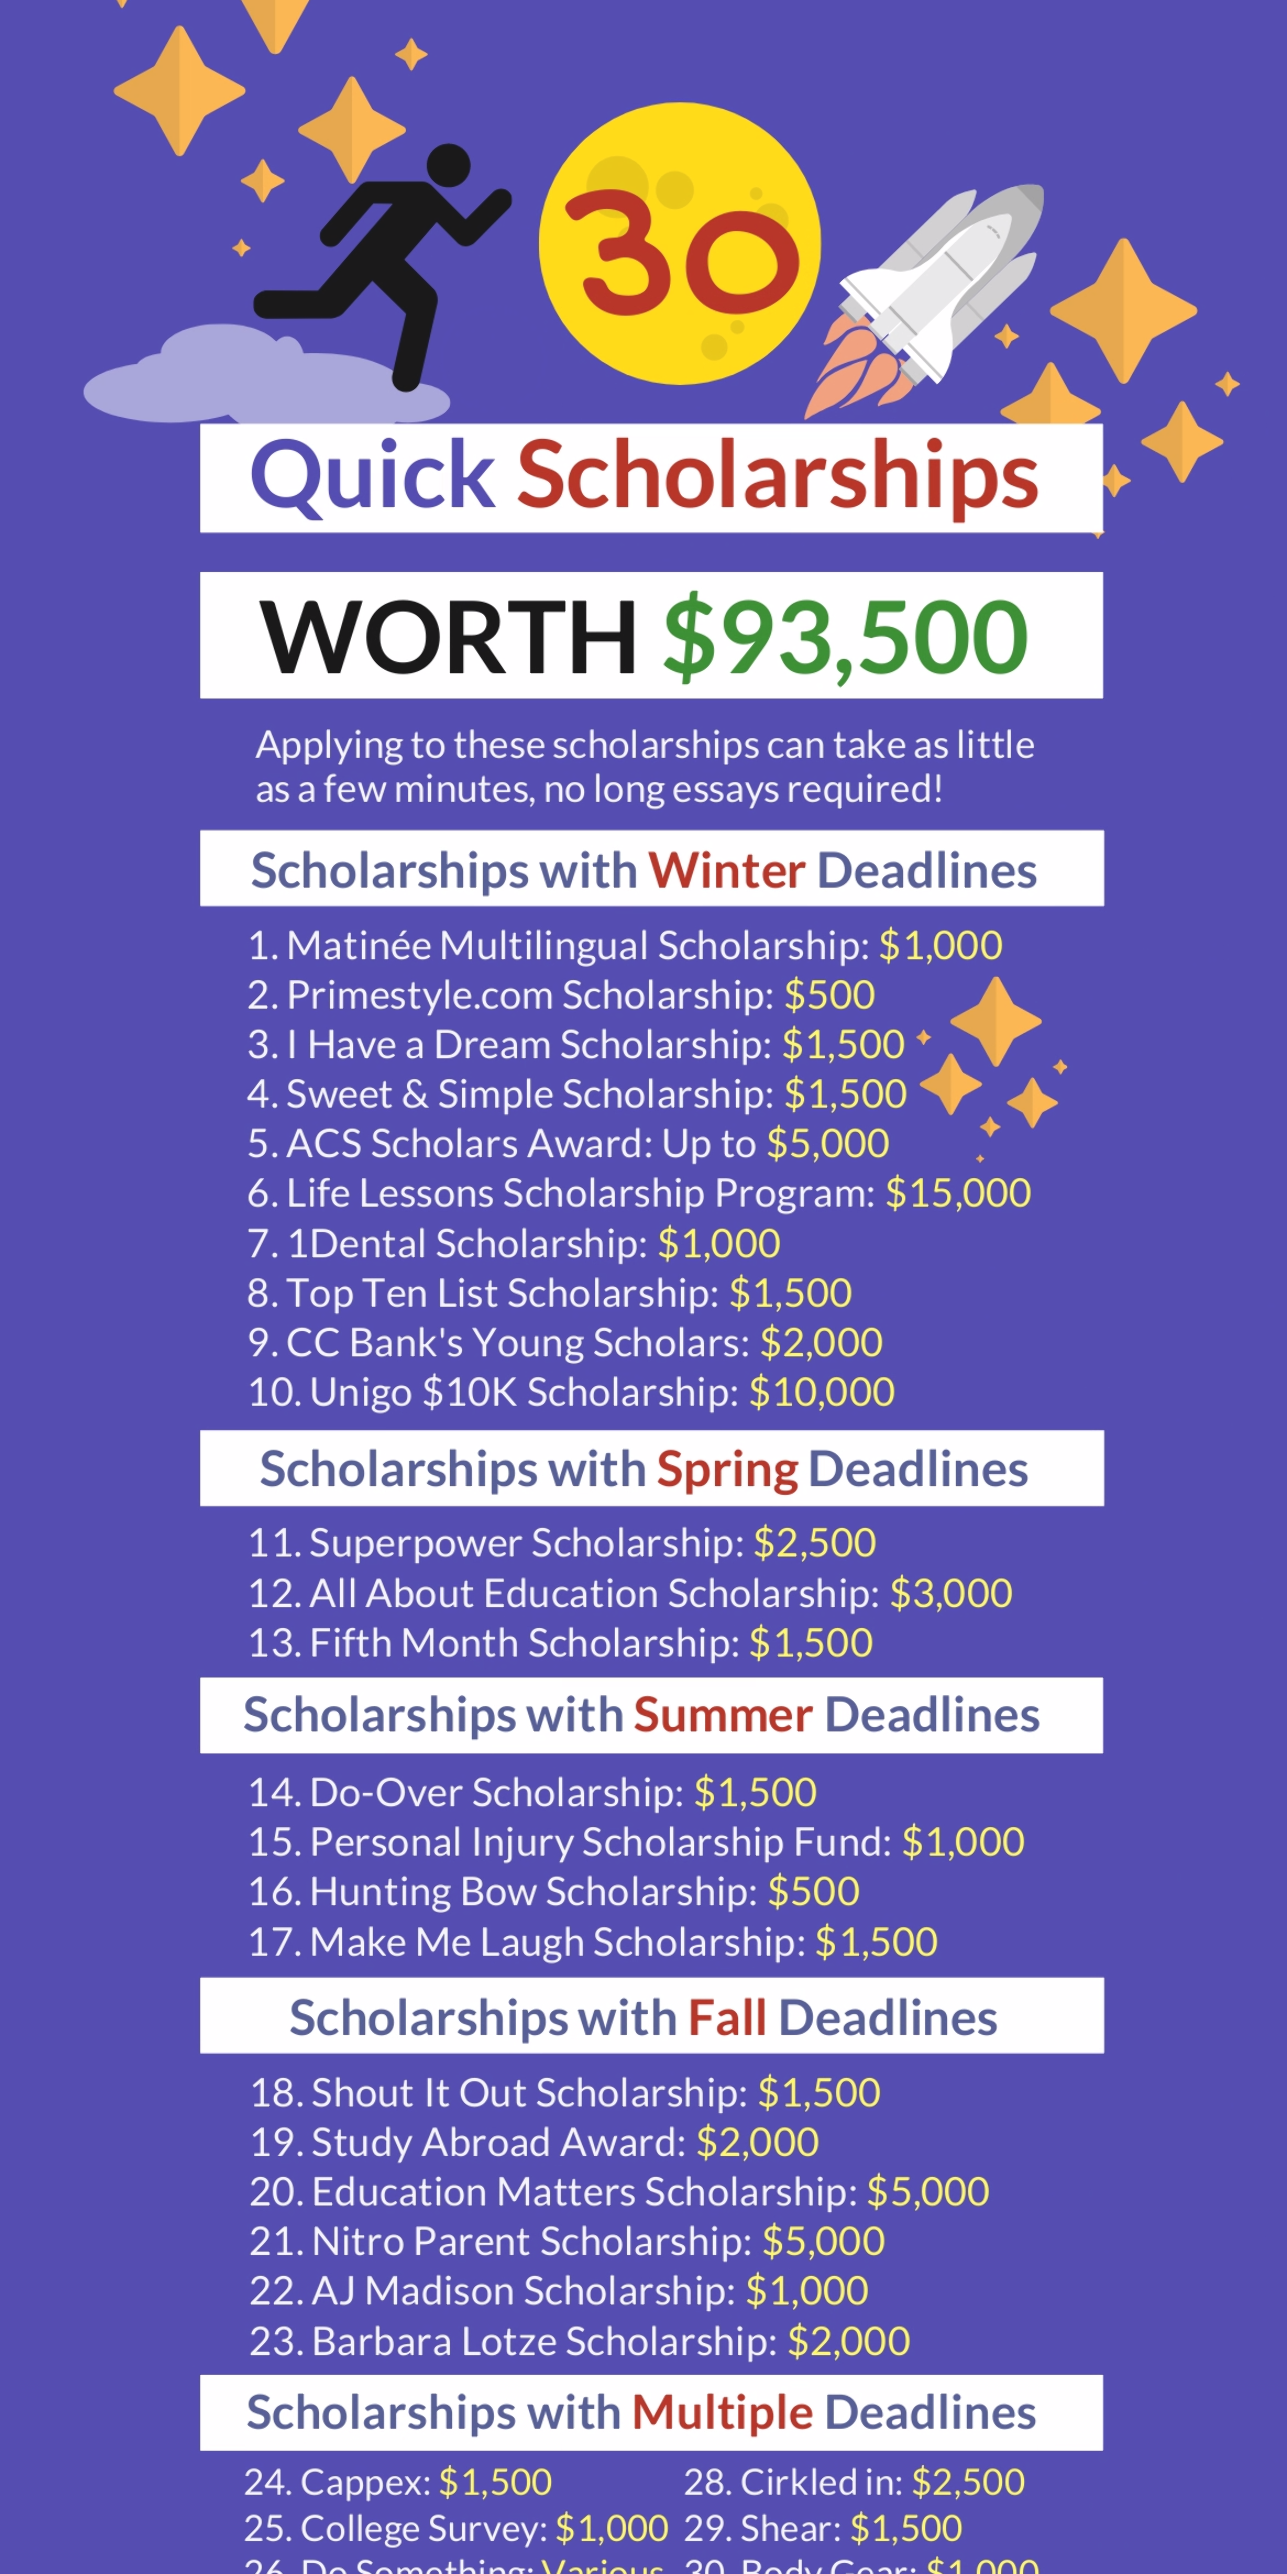 30
Quick Scholarships
WORTH $93,500
Applying to these scholarships can take as little
as a few minutes, no long essays required!
Scholarships with Winter Deadlines
1. Matinée Multilingual Scholarship: $1,000
2. Primestyle.com Scholarship: $500
3. I Have a Dream Scholarship: $1,500
4. Sweet & Simple Scholarship: $1,500
5. ACS Scholars Award: Up to $5,000
6. Life Lessons Scholarship Program: $15,000
7. 1Dental Scholarship: $1,000
8. Top Ten List Scholarship: $1,500
9. CC Bank's Young Scholars: $2,000
10. Unigo $10K Scholarship: $10,000
Scholarships with Spring Deadlines
11. Superpower Scholarship: $2,500
12. All About Education Scholarship: $3,000
13. Fifth Month Scholarship: $1,500
Scholarships with Summer Deadlines
14. Do-Over Scholarship: $1,500
15. Personal Injury Scholarship Fund: $1,000
16. Hunting Bow Scholarship: $500
17. Make Me Laugh Scholarship: $1,500
Scholarships with Fall Deadlines
18. Shout It Out Scholarship: $1,500
19. Study Abroad Award: $2,000
20. Education Matters Scholarship: $5,000
21. Nitro Parent Scholarship: $5,000
22. AJ Madison Scholarship: $1,000
23. Barbara Lotze Scholarship: $2,000
Scholarships with Multiple Deadlines
24. Cappex: $1,500
25. College Survey: $1,000
26. Do Something: Various
28. Cirkled in: $2,500
29. Shear: $1,500
30. Body Gear: $1,000